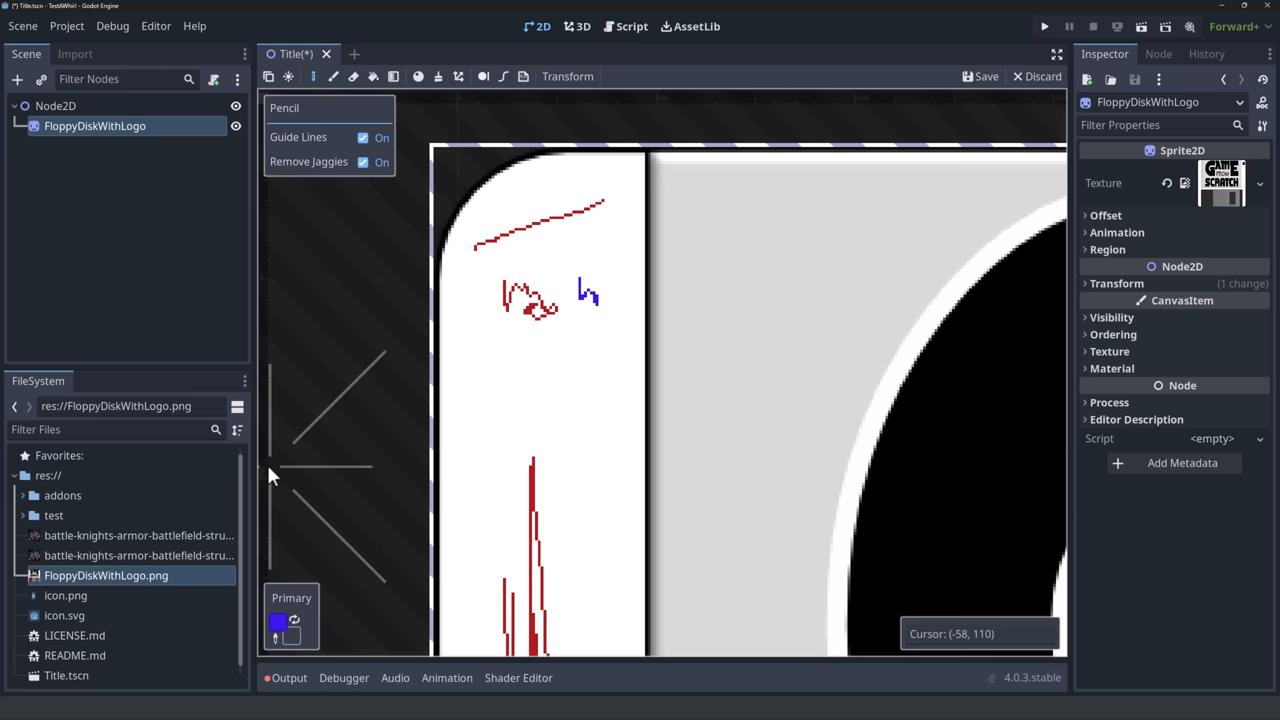 (*) Title.tscn - TestAWhirl - Godot Engine
Scene Project Debug Editor Help
2D 3D Script AssetLib
Forward+
Scene Import
Filter Nodes
Node2D
FloppyDiskWithLogo
FileSystem
res://FloppyDiskWithLogo.png
Filter Files
Favorites:
res://
addons
test
battle-knights-armor-battlefield-stru...
battle-knights-armor-battlefield-stru...
FloppyDiskWithLogo.png
icon.png
icon.svg
LICENSE.md
README.md
Title.tscn
Title(*)
Transform
Save Discard
Pencil
Guide Lines On
Remove Jaggies On
Primary
Cursor: (-58, 110)
Output Debugger Audio Animation Shader Editor
4.0.3.stable
Inspector Node History
FloppyDiskWithLogo
Filter Properties
Sprite2D
Texture
GAME
FROM
SCRATCH
Offset
Animation
Region
Node2D
Transform (1 change)
CanvasItem
Visibility
Ordering
Texture
Material
Node
Process
Editor Description
Script <empty>
Add Metadata